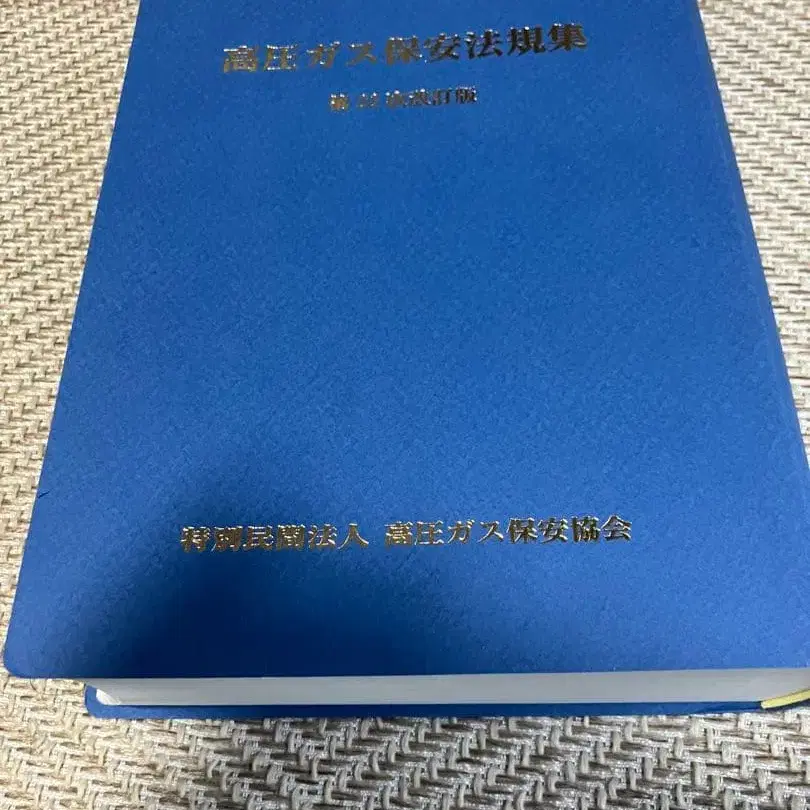 高圧ガス保安法規集
次改訂版
特別民間法人 高圧ガス保安協会